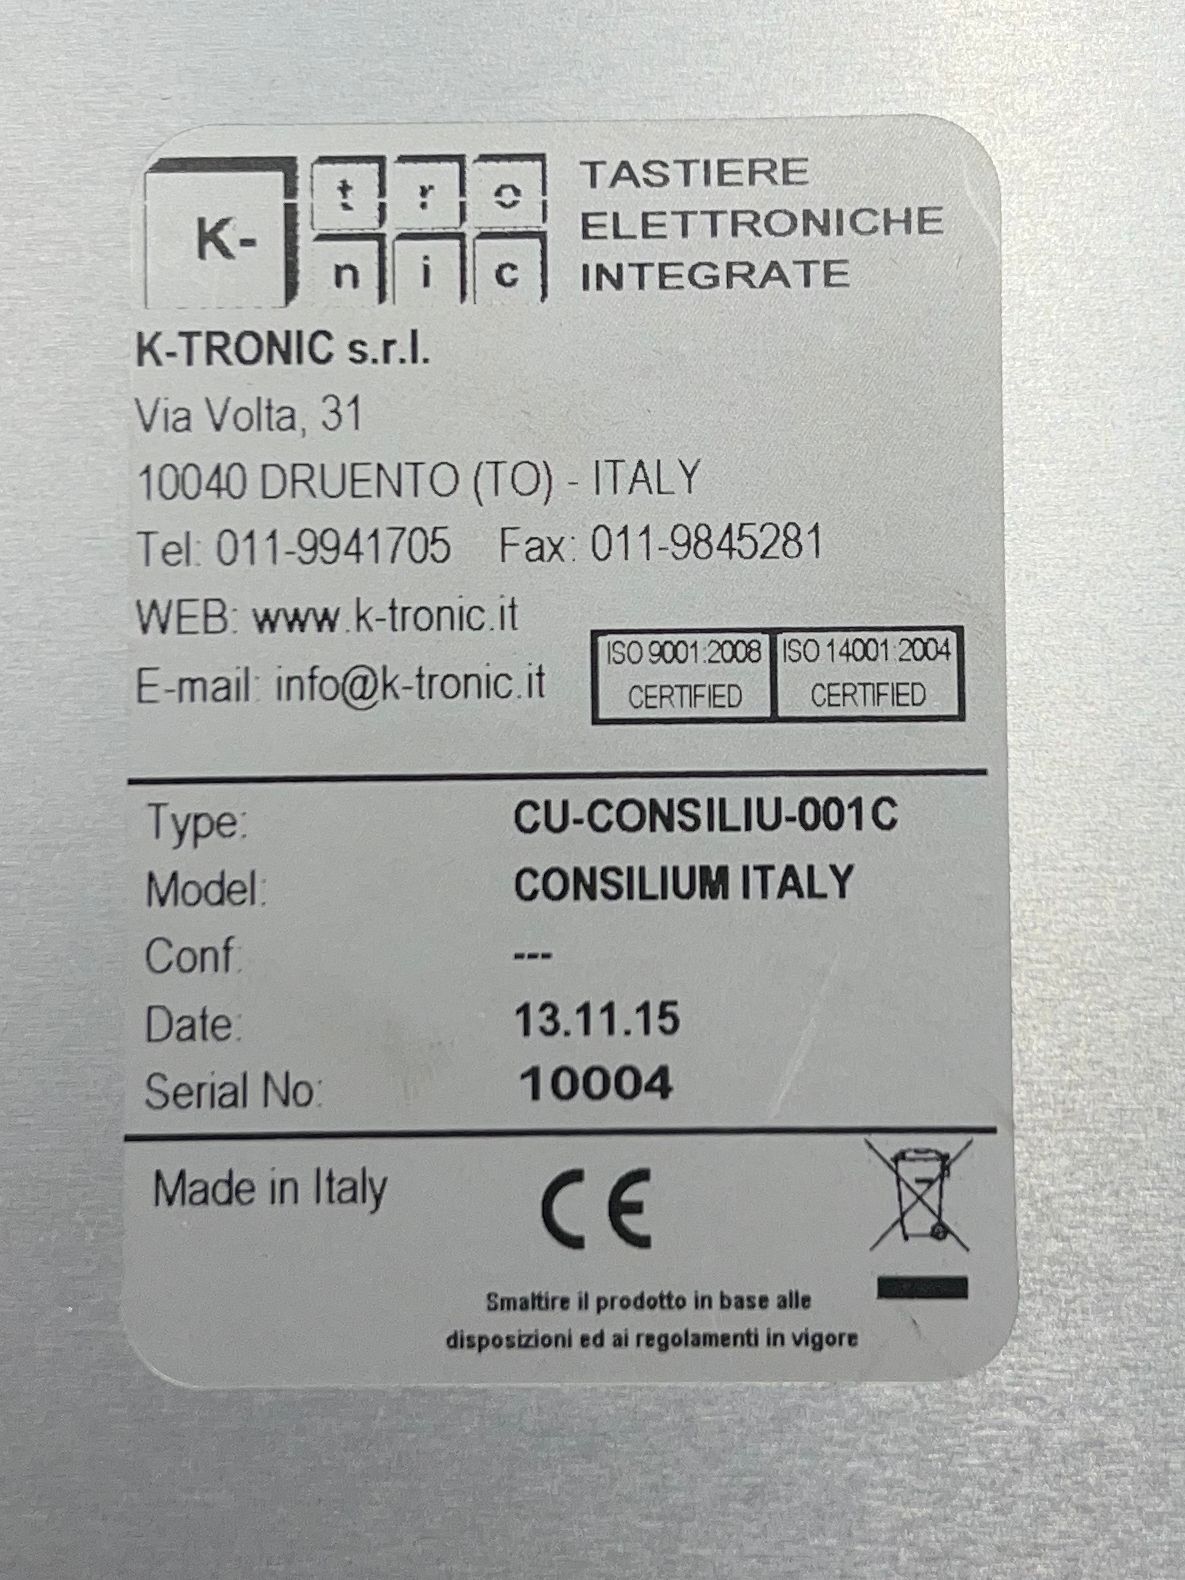 K-tronic
TASTIERE
ELETTRONICHE
INTEGRATE
K-TRONIC s.r.l.
Via Volta, 31
10040 DRUENTO (TO) - ITALY
Tel: 011-9941705 Fax: 011-9845281
WEB: www.k-tronic.it
E-mail: info@k-tronic.it
ISO 9001:2008 CERTIFIED
ISO 14001:2004 CERTIFIED
Type: CU-CONSILIU-001C
Model: CONSILIUM ITALY
Conf: ---
Date: 13.11.15
Serial No: 10004
Made in Italy CE
Smaltire il prodotto in base alle
disposizioni ed ai regolamenti in vigore